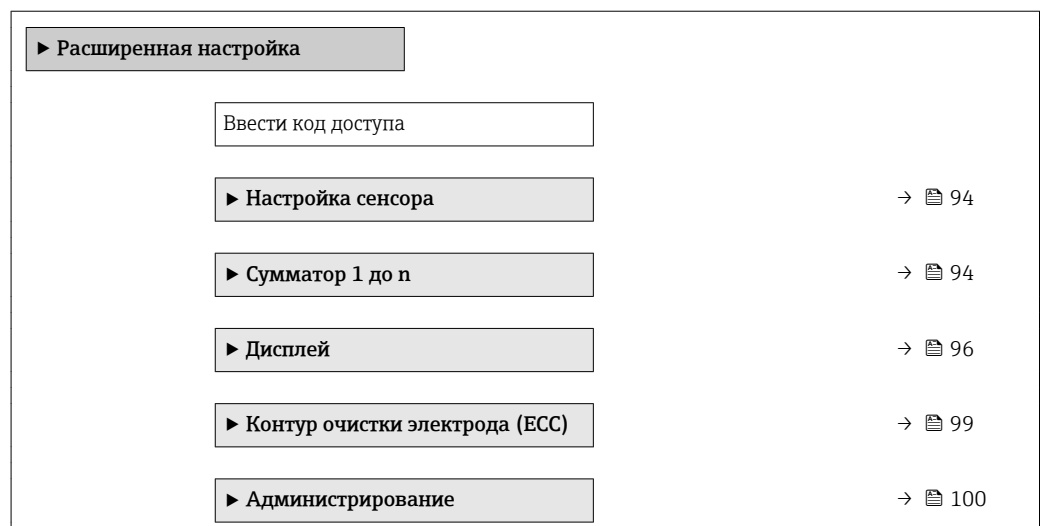 ▶ Расширенная настройка
Ввести код доступа
▶ Настройка сенсора → 🖹 94
▶ Сумматор 1 до n → 🖹 94
▶ Дисплей → 🖹 96
▶ Контур очистки электрода (ECC) → 🖹 99
▶ Администрирование → 🖹 100